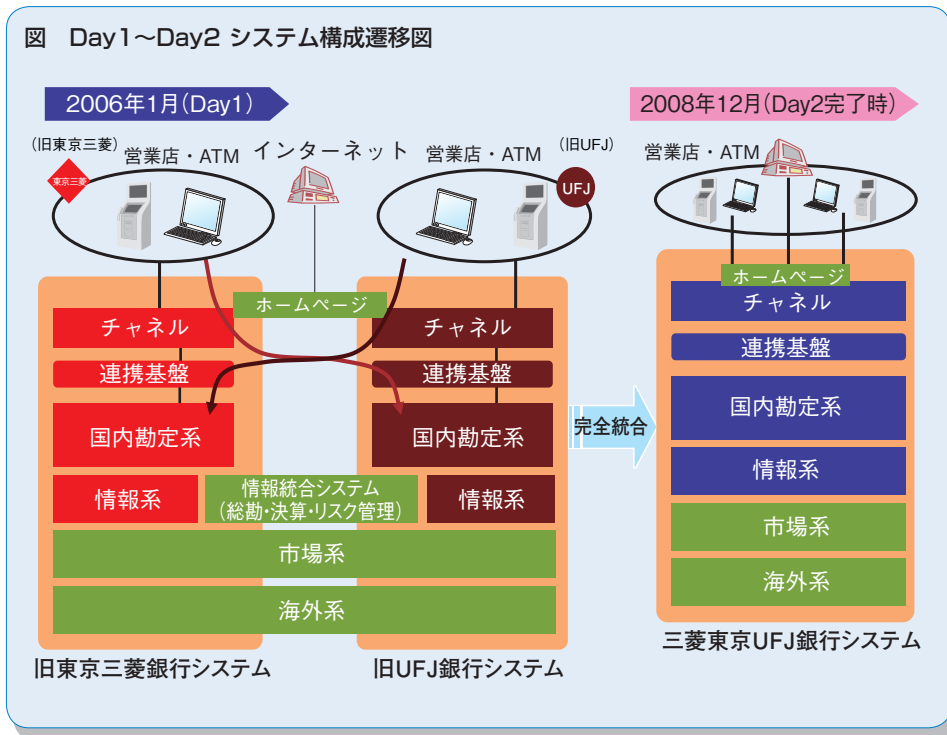 図 Day1～Day2 システム構成遷移図
2006年1月(Day1)
2008年12月(Day2完了時)
(旧東京三菱)
営業店・ATM
インターネット
営業店・ATM
(旧UFJ)
東京三菱
UFJ
営業店・ATM
ホームページ
チャネル
チャネル
連携基盤
連携基盤
国内勘定系
国内勘定系
情報系
情報統合システム
(総勘・決算・リスク管理)
情報系
市場系
海外系
旧東京三菱銀行システム
旧UFJ銀行システム
完全統合
ホームページ
チャネル
連携基盤
国内勘定系
情報系
市場系
海外系
三菱東京UFJ銀行システム